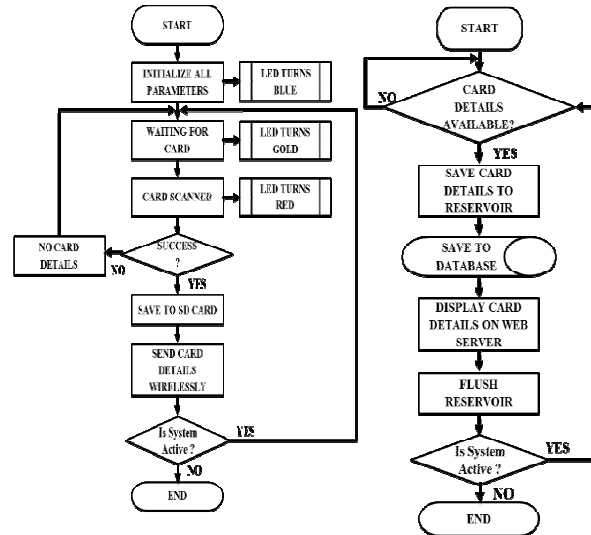 START
INITIALIZE ALL
PARAMETERS
LED TURNS
BLUE
WAITING FOR
CARD
LED TURNS
GOLD
CARD SCANNED
LED TURNS
RED
SUCCESS
?
NO
NO CARD
DETAILS
YES
SAVE TO SD CARD
SEND CARD
DETAILS
WIRELESSLY
Is System
Active ?
YES
NO
END
START
CARD
DETAILS
AVAILABLE?
NO
YES
SAVE CARD
DETAILS TO
RESERVOIR
SAVE TO
DATABASE
DISPLAY CARD
DETAILS ON WEB
SERVER
FLUSH
RESERVOIR
Is System
Active ?
YES
NO
END